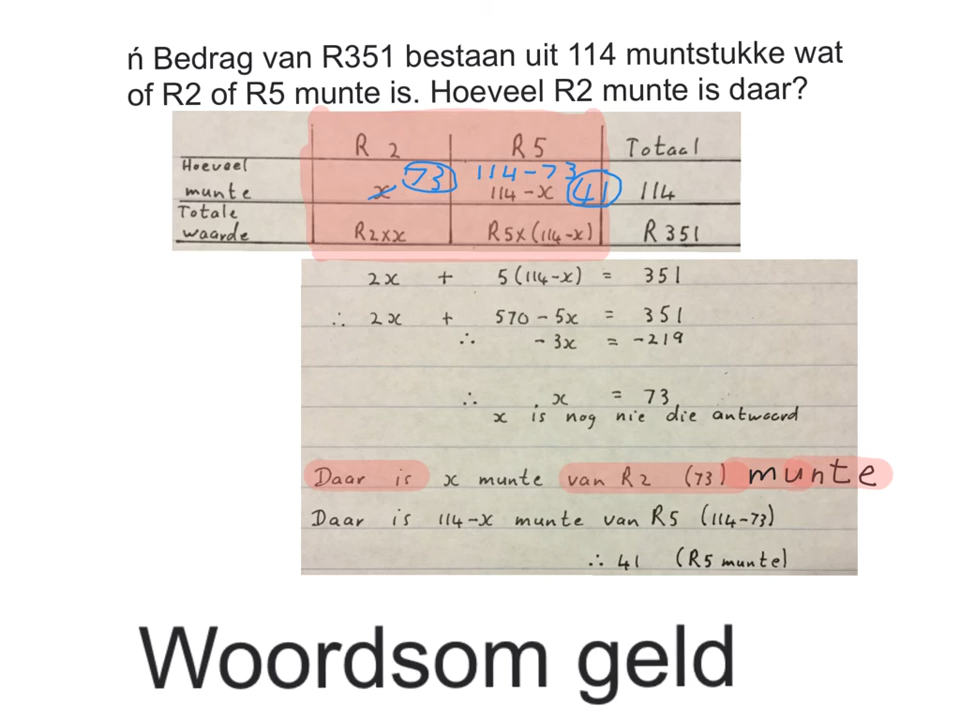 ń Bedrag van R351 bestaan uit 114 muntstukke wat
of R2 of R5 munte is. Hoeveel R2 munte is daar?
R 2 R 5 Totaal
Hoeveel
munte x 73 114-73 114-x 41 114
Totale
waarde R2×x R5×(114-x) R 351
2x + 5(114-x) = 351
∴ 2x + 570 - 5x = 351
∴ - 3x = -219
∴ x = 73
x is nog nie die antwoord
Daar is x munte van R2 (73) munte
Daar is 114-x munte van R5 (114-73)
∴ 41 (R5 munte)
Woordsom geld